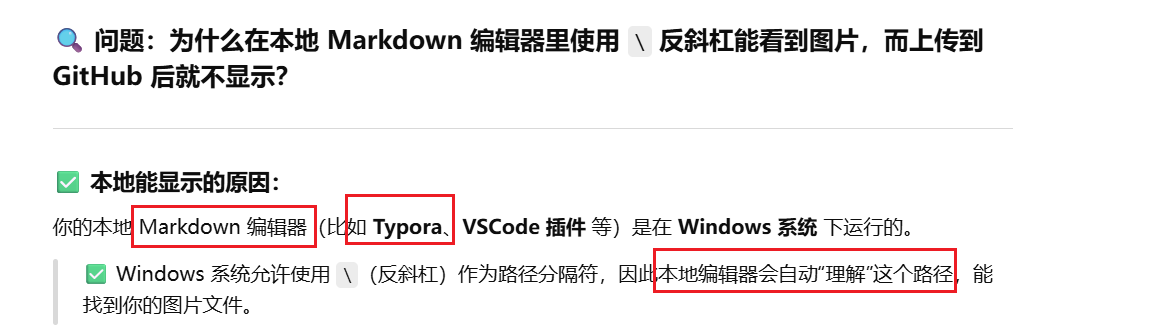 🔍 问题：为什么在本地 Markdown 编辑器里使用 \ 反斜杠能看到图片，而上传到
GitHub 后就不显示？
✅ 本地能显示的原因：
你的本地 Markdown 编辑器（比如 Typora、VSCode 插件 等）是在 Windows 系统 下运行的。
✅ Windows 系统允许使用 \（反斜杠）作为路径分隔符，因此本地编辑器会自动“理解”这个路径，能
找到你的图片文件。